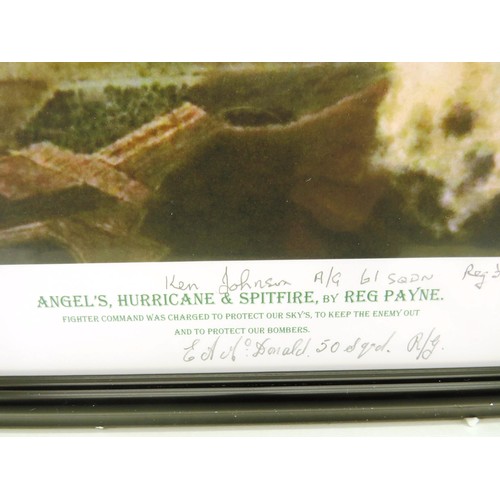 Ken Johnson A/G 61 SQDN Reg
ANGEL'S, HURRICANE & SPITFIRE, BY REG PAYNE.
FIGHTER COMMAND WAS CHARGED TO PROTECT OUR SKY'S, TO KEEP THE ENEMY OUT
AND TO PROTECT OUR BOMBERS.
E A McDonald. 50 Sqd. R/G.